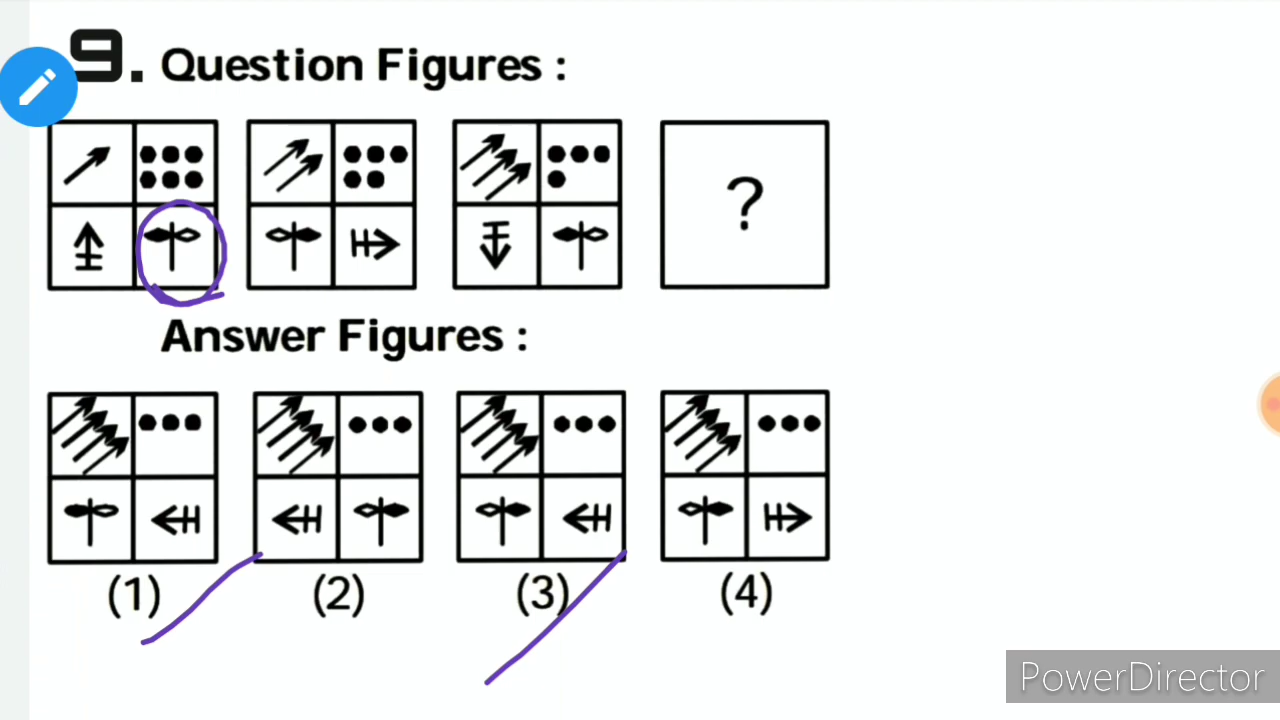 9. Question Figures :
?
Answer Figures :
(1) (2) (3) (4)
PowerDirector